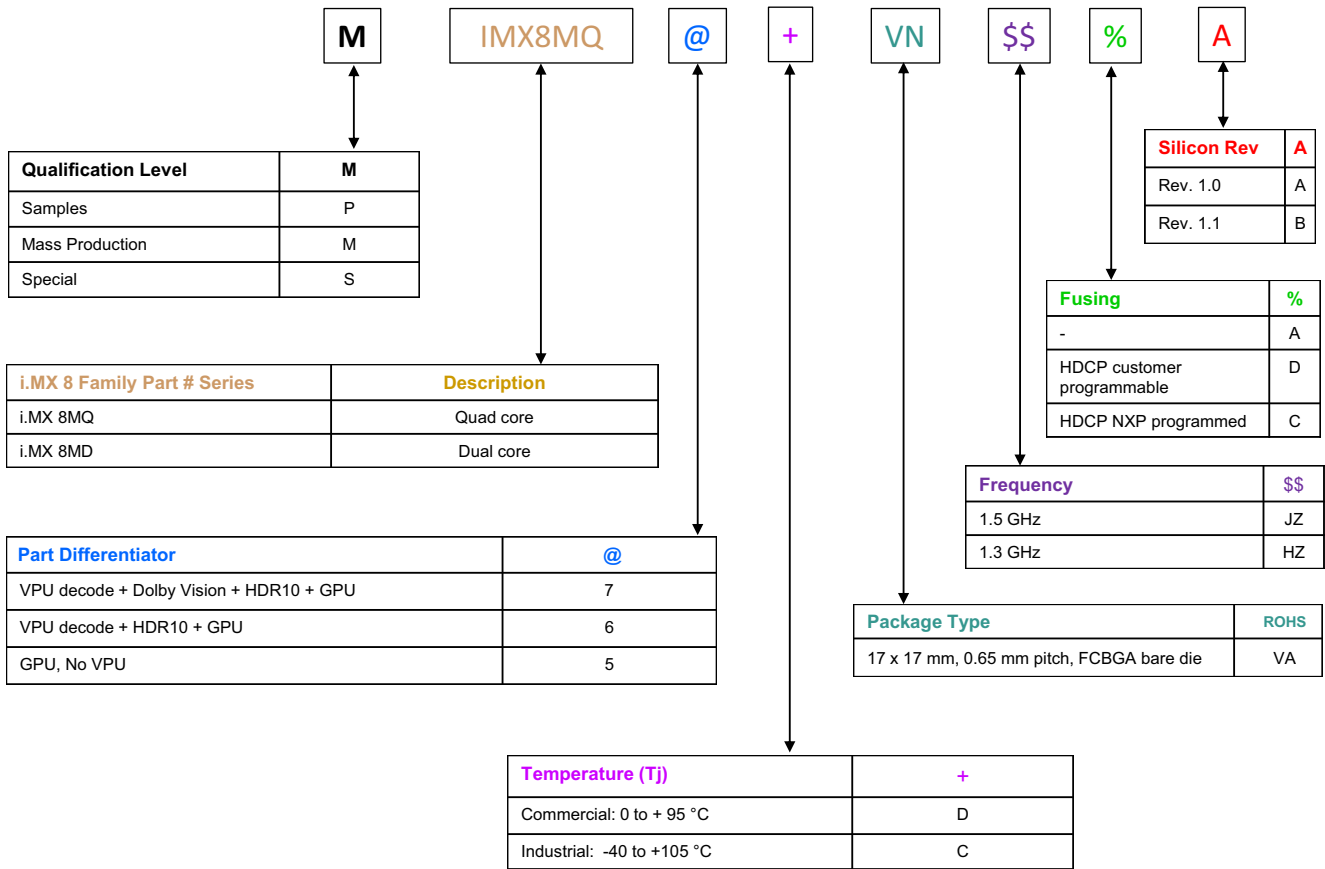 M IMX8MQ @ + VN $$ % A
Silicon Rev A
Rev. 1.0 A
Rev. 1.1 B
Qualification Level M
Samples P
Mass Production M
Special S
Fusing %
- A
HDCP customer
programmable D
HDCP NXP programmed C
i.MX 8 Family Part # Series Description
i.MX 8MQ Quad core
i.MX 8MD Dual core
Frequency $$
1.5 GHz JZ
1.3 GHz HZ
Part Differentiator @
VPU decode + Dolby Vision + HDR10 + GPU 7
VPU decode + HDR10 + GPU 6
GPU, No VPU 5
Package Type ROHS
17 x 17 mm, 0.65 mm pitch, FCBGA bare die VA
Temperature (Tj) +
Commercial: 0 to + 95 °C D
Industrial: -40 to +105 °C C